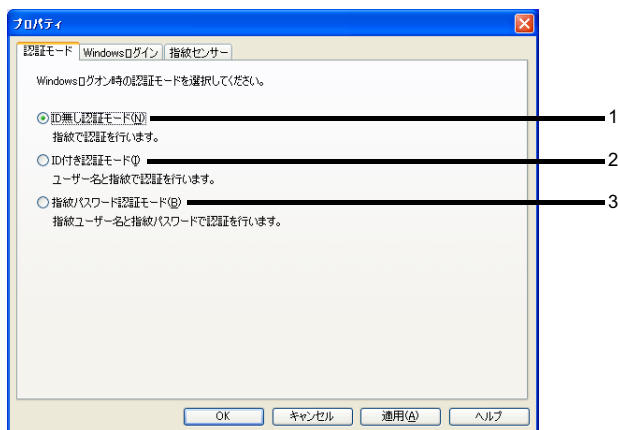 プロパティ
認証モード Windowsログイン 指紋センサー
Windowsログオン時の認証モードを選択してください。
ID無し認証モード(N) 1
指紋で認証を行います。
ID付き認証モード(I) 2
ユーザー名と指紋で認証を行います。
指紋パスワード認証モード(B) 3
指紋ユーザー名と指紋パスワードで認証を行います。
OK キャンセル 適用(A) ヘルプ